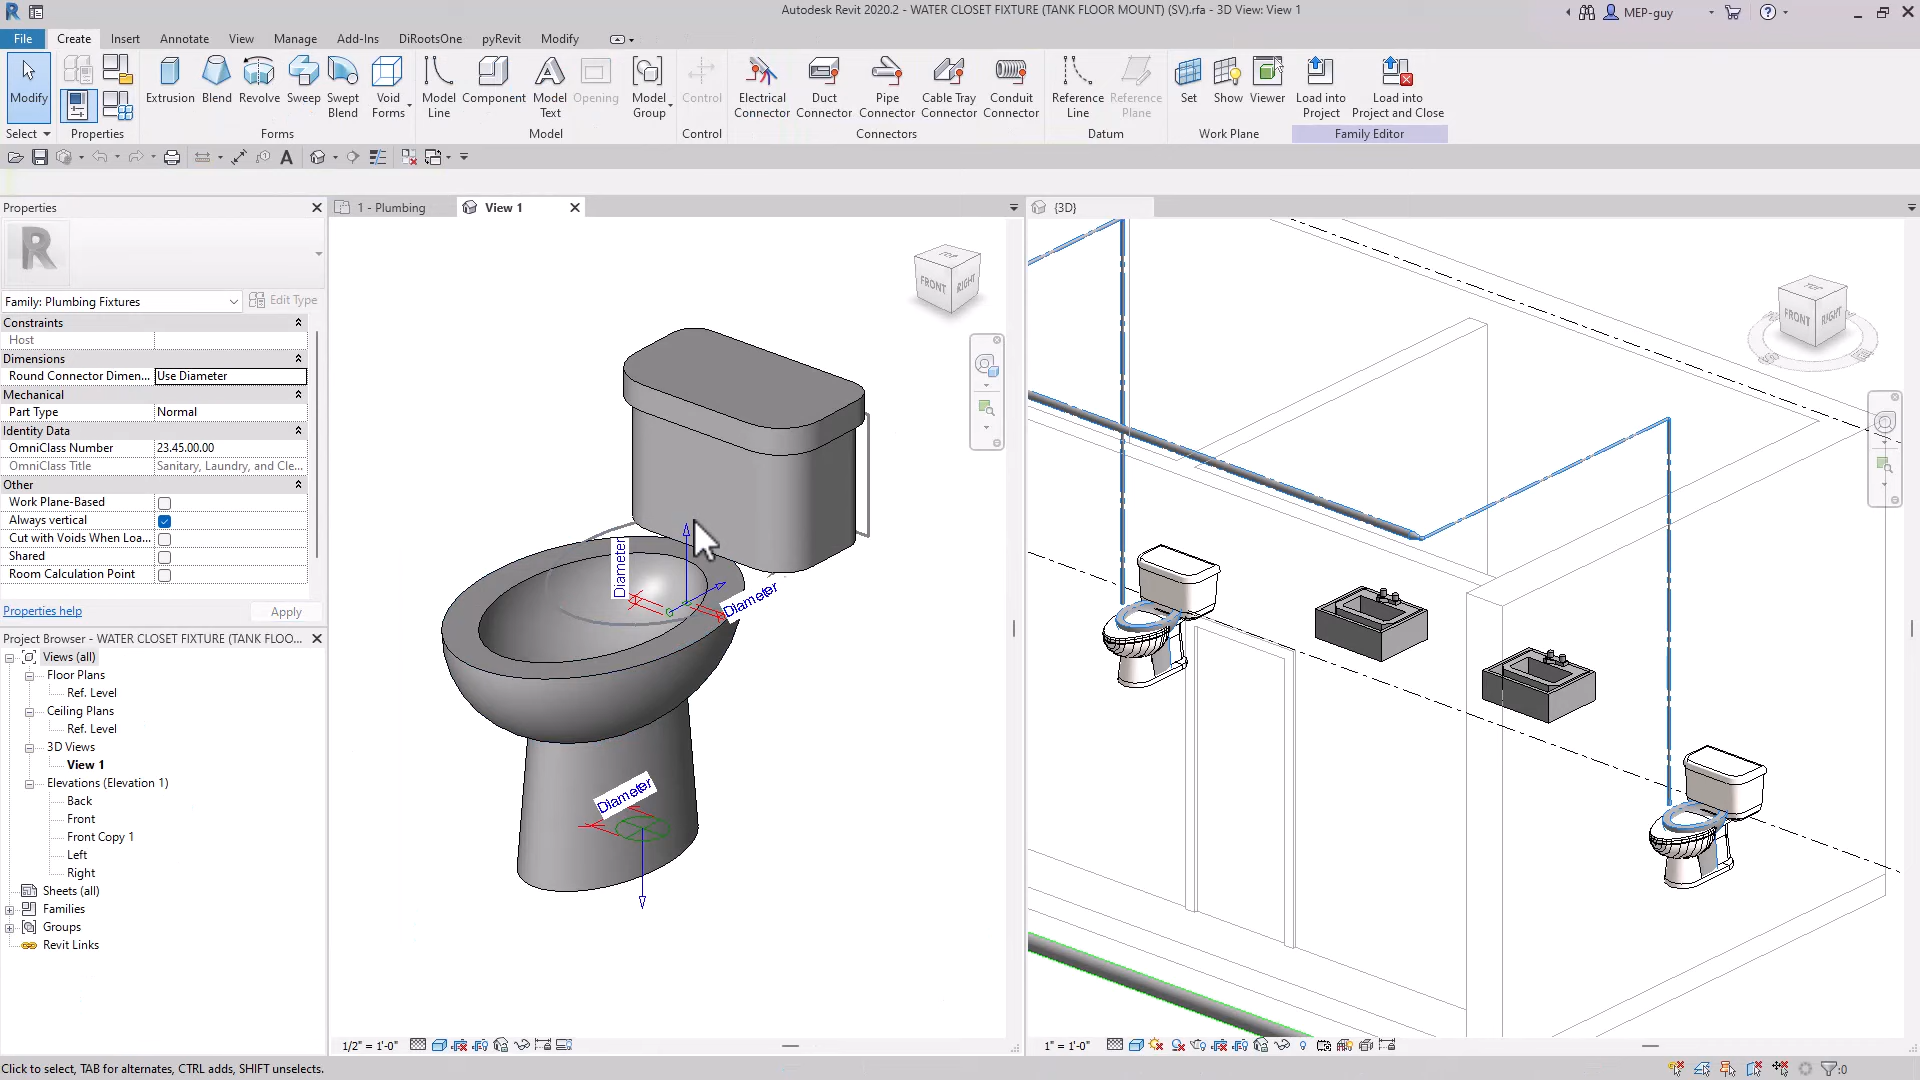 Autodesk Revit 2020.2 - WATER CLOSET FIXTURE (TANK FLOOR MOUNT) (SV).rfa - 3D View: View 1
MEP-guy
File Create Insert Annotate View Manage Add-Ins DiRootsOne pyRevit Modify
Modify
Extrusion
Blend
Revolve
Sweep
Swept
Blend
Void
Forms
Model
Line
Component
Model
Text
Opening
Model
Group
Control
Electrical
Connector
Duct
Connector
Pipe
Connector
Cable Tray
Connector
Conduit
Connector
Reference
Line
Reference
Plane
Set
Show
Viewer
Load into
Project
Load into
Project and Close
Select
Properties
Forms
Model
Control
Connectors
Datum
Work Plane
Family Editor
Properties
R
Family: Plumbing Fixtures
Edit Type
Constraints
Host
Dimensions
Round Connector Dimen... Use Diameter
Mechanical
Part Type Normal
Identity Data
OmniClass Number 23.45.00.00
OmniClass Title Sanitary, Laundry, and Cle...
Other
Work Plane-Based
Always vertical
Cut with Voids When Loa...
Shared
Room Calculation Point
Properties help
Apply
Project Browser - WATER CLOSET FIXTURE (TANK FLOO...
Views (all)
Floor Plans
Ref. Level
Ceiling Plans
Ref. Level
3D Views
View 1
Elevations (Elevation 1)
Back
Front
Front Copy 1
Left
Right
Sheets (all)
Families
Groups
Revit Links
1 - Plumbing
View 1
TOP
FRONT
RIGHT
Diameter
Diameter
Diameter
1/2" = 1'-0"
{3D}
TOP
FRONT
RIGHT
1" = 1'-0"
Click to select, TAB for alternates, CTRL adds, SHIFT unselects.
:0